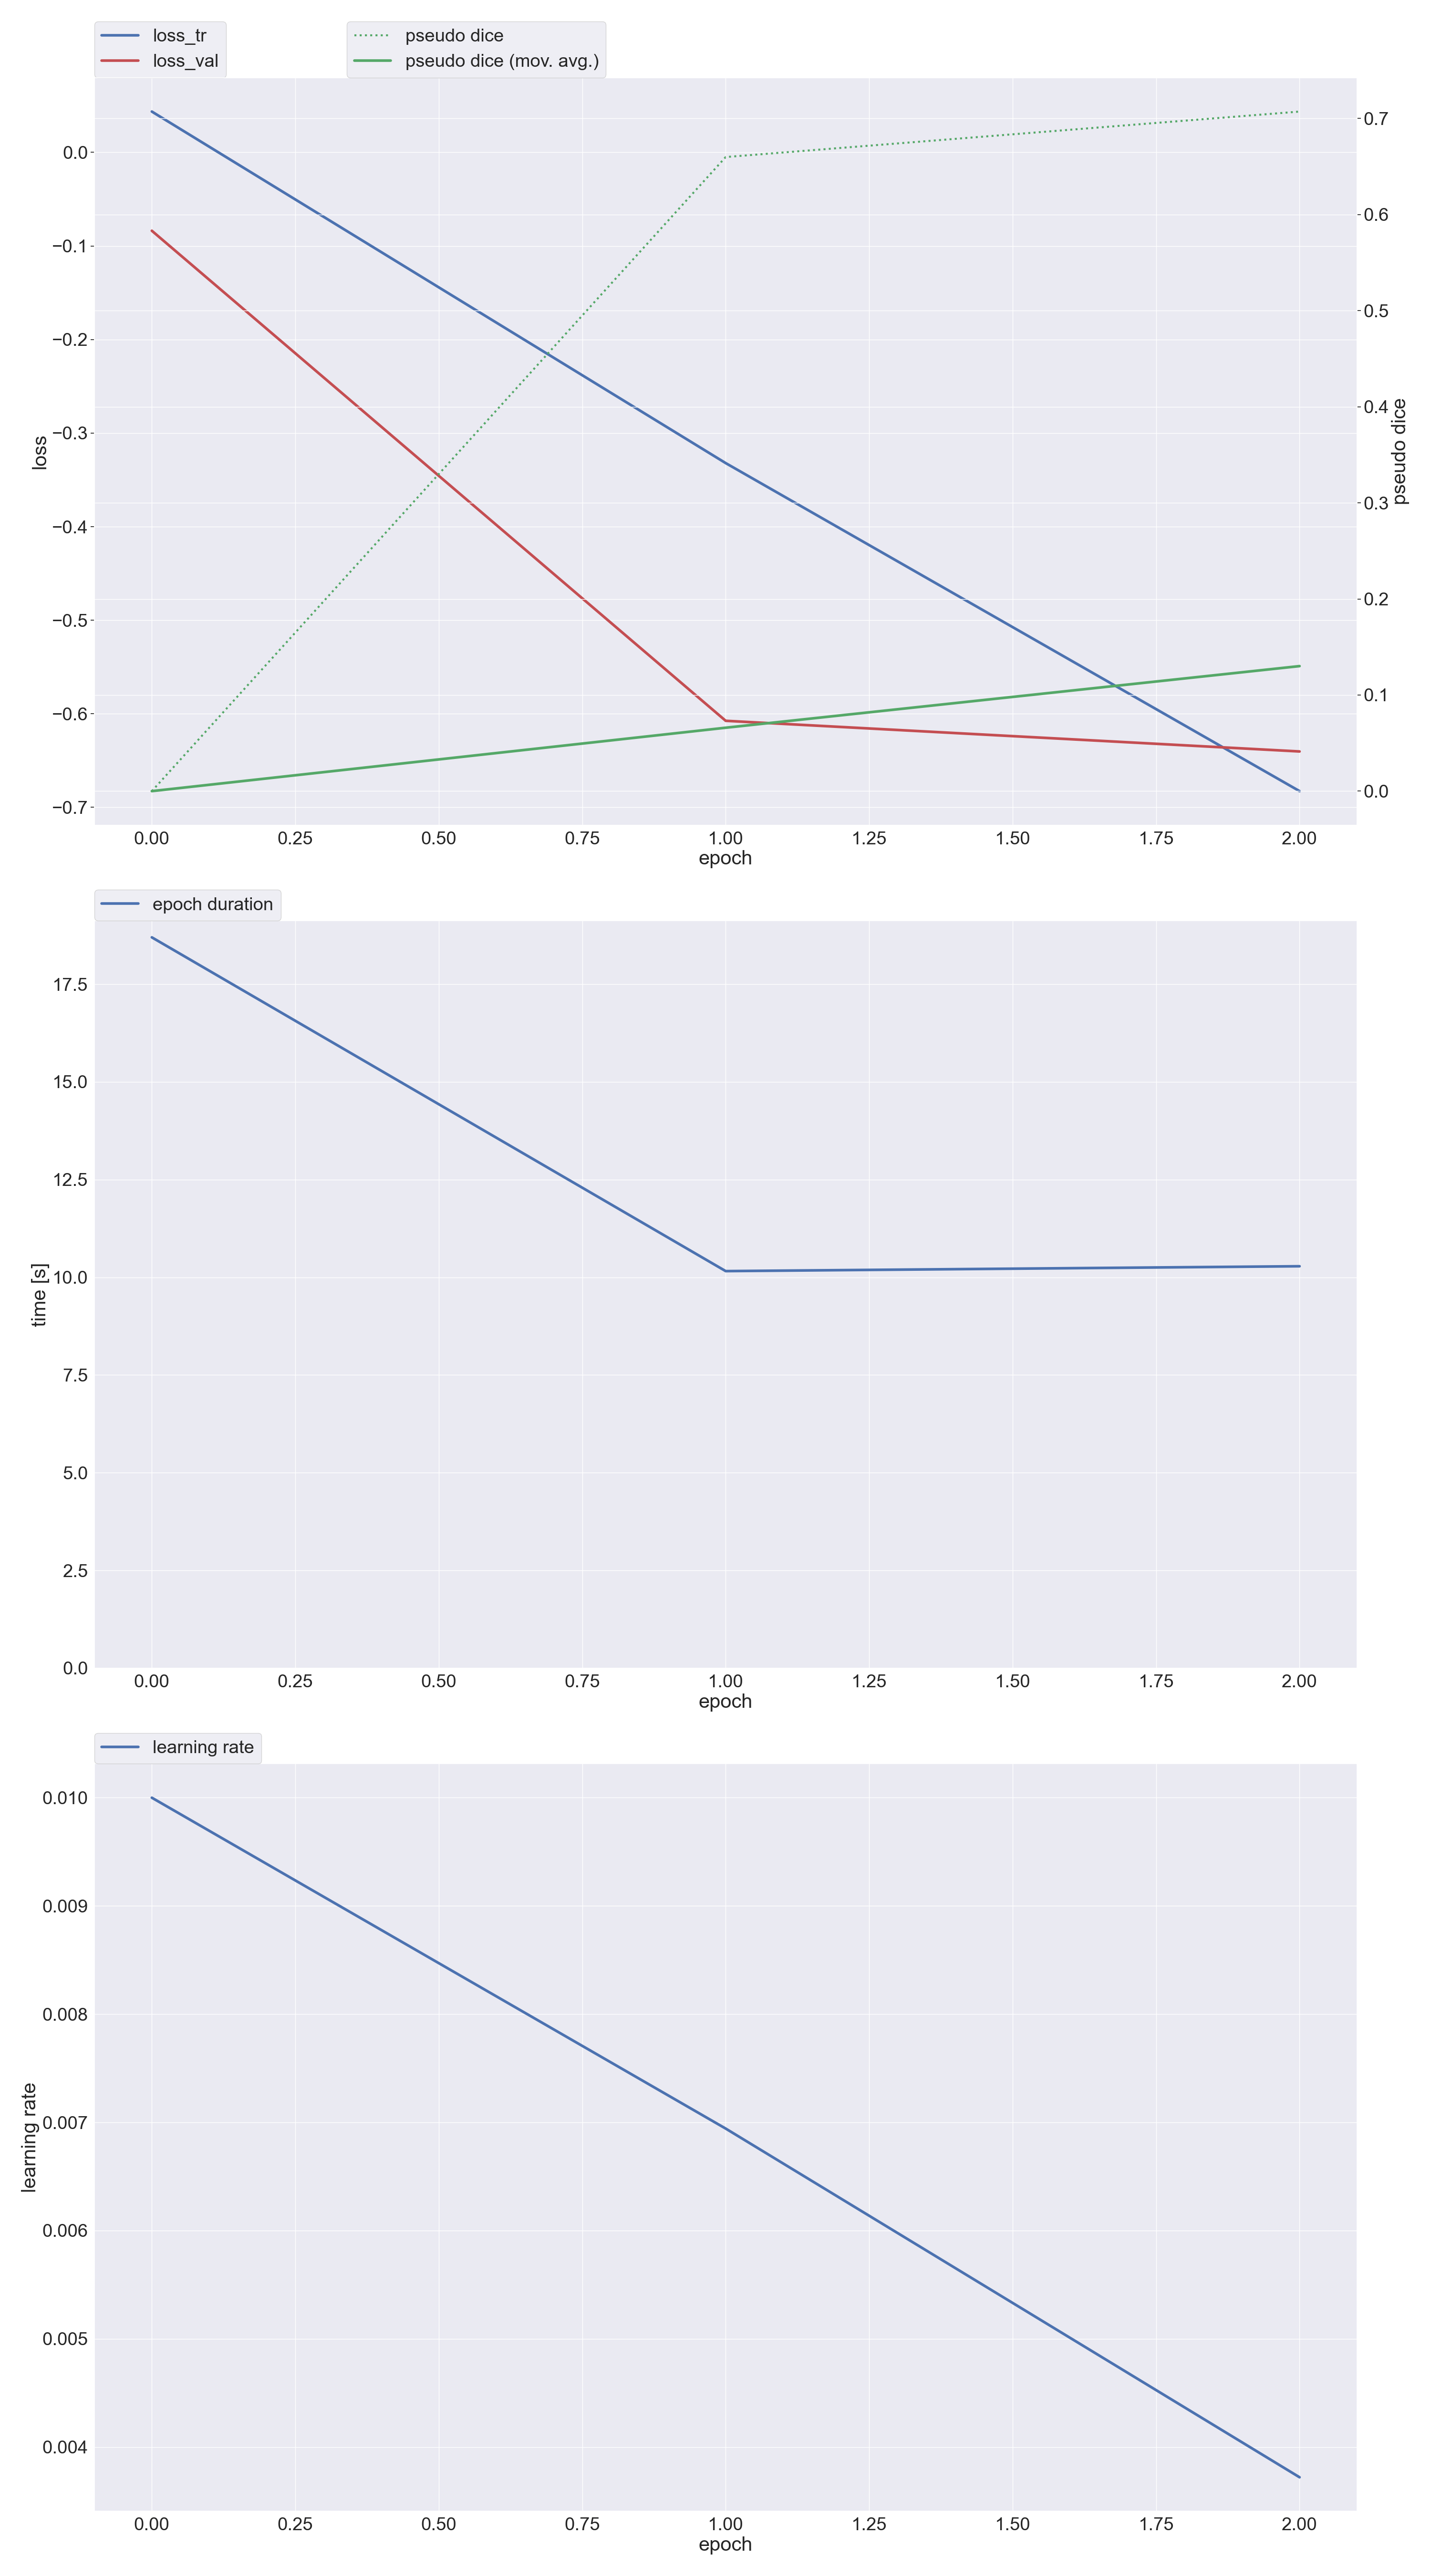 loss_tr
loss_val
pseudo dice
pseudo dice (mov. avg.)
0.0
−0.1
−0.2
−0.3
−0.4
−0.5
−0.6
−0.7
loss
0.7
0.6
0.5
0.4
0.3
0.2
0.1
0.0
pseudo dice
0.00 0.25 0.50 0.75 1.00 1.25 1.50 1.75 2.00
epoch
epoch duration
17.5
15.0
12.5
10.0
7.5
5.0
2.5
0.0
time [s]
0.00 0.25 0.50 0.75 1.00 1.25 1.50 1.75 2.00
epoch
learning rate
0.010
0.009
0.008
0.007
0.006
0.005
0.004
learning rate
0.00 0.25 0.50 0.75 1.00 1.25 1.50 1.75 2.00
epoch